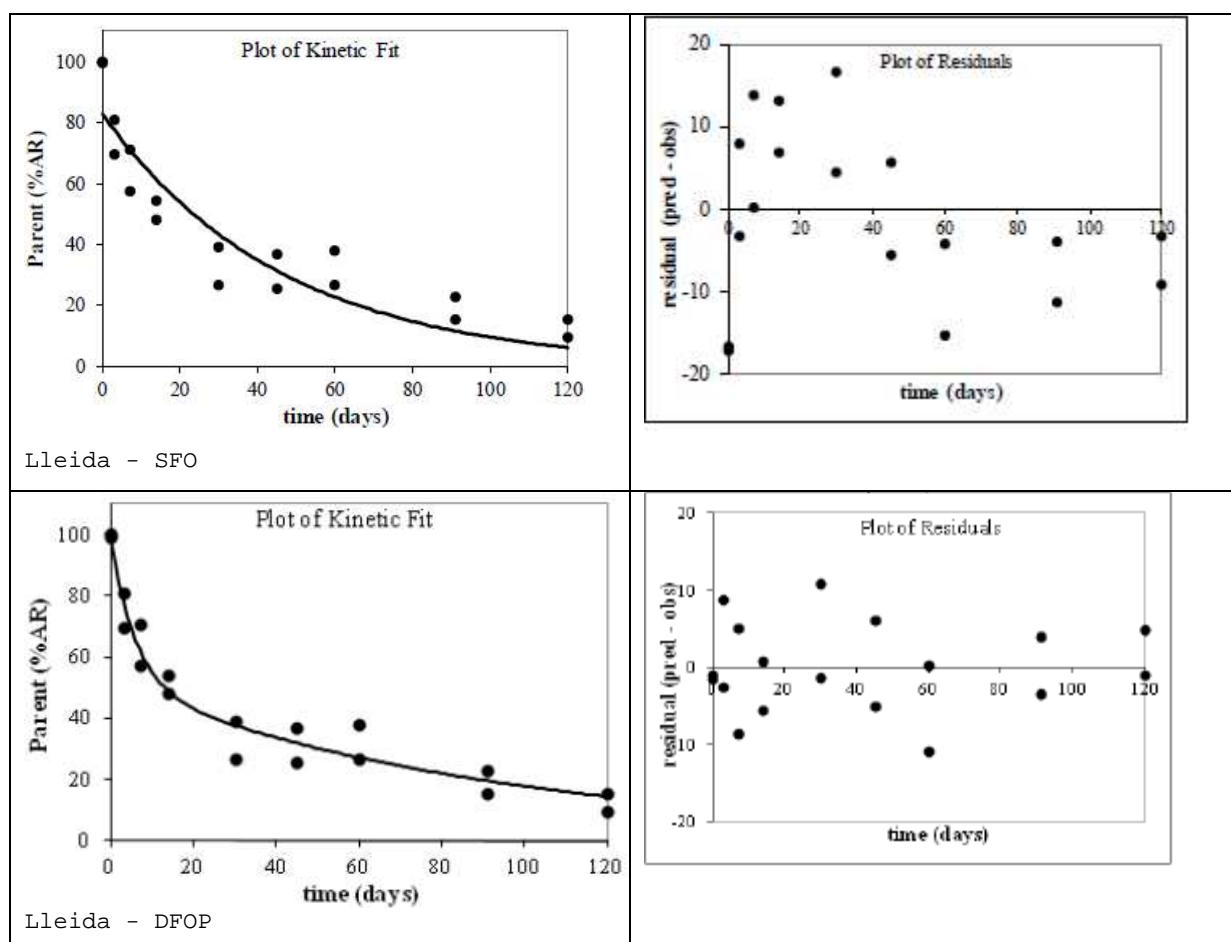 Plot of Kinetic Fit
100
80
60
40
20
0
Parent (%AR)
0 20 40 60 80 100 120
time (days)
Lleida - SFO
Plot of Residuals
20
10
0
-10
-20
residual (pred - obs)
0 20 40 60 80 100 120
time (days)
Plot of Kinetic Fit
100
80
60
40
20
0
Parent (%AR)
0 20 40 60 80 100 120
time (days)
Lleida - DFOP
Plot of Residuals
20
10
0
-10
-20
residual (pred - obs)
0 20 40 60 80 100 120
time (days)